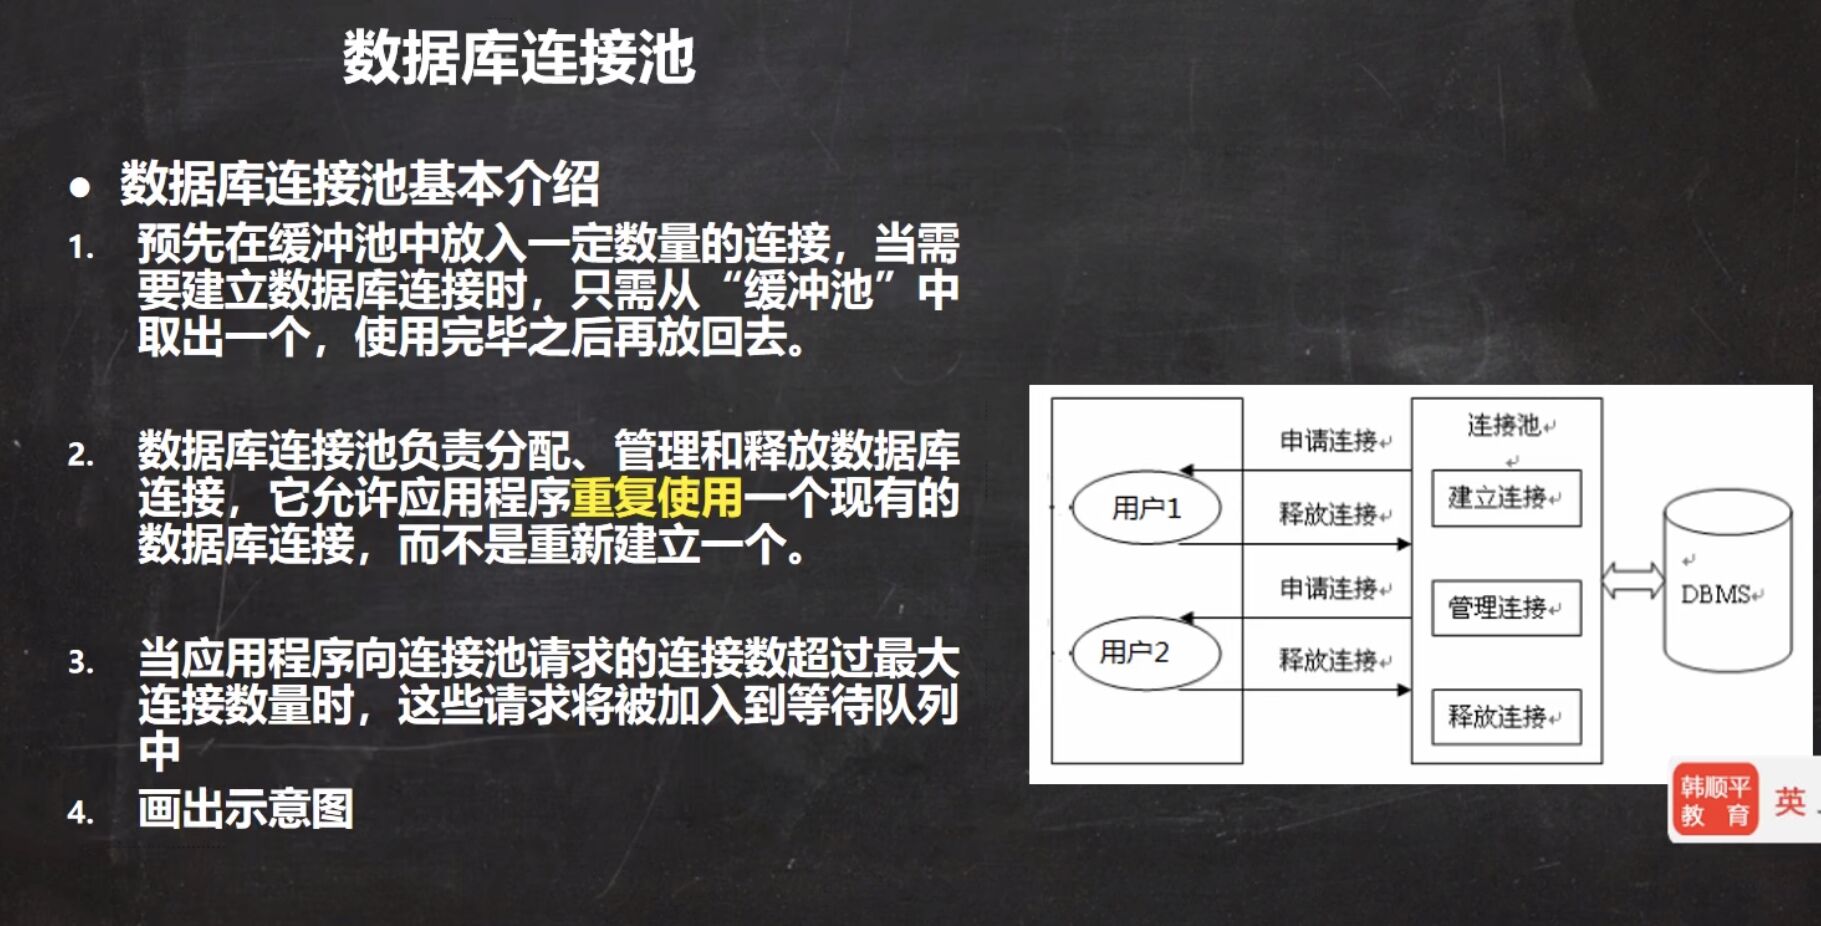 数据库连接池
● 数据库连接池基本介绍
1. 预先在缓冲池中放入一定数量的连接，当需
要建立数据库连接时，只需从“缓冲池”中
取出一个，使用完毕之后再放回去。
2. 数据库连接池负责分配、管理和释放数据库
连接，它允许应用程序重复使用一个现有的
数据库连接，而不是重新建立一个。
3. 当应用程序向连接池请求的连接数超过最大
连接数量时，这些请求将被加入到等待队列
中
4. 画出示意图
用户1
用户2
申请连接
释放连接
申请连接
释放连接
连接池
建立连接
管理连接
释放连接
DBMS
韩顺平
教育
英